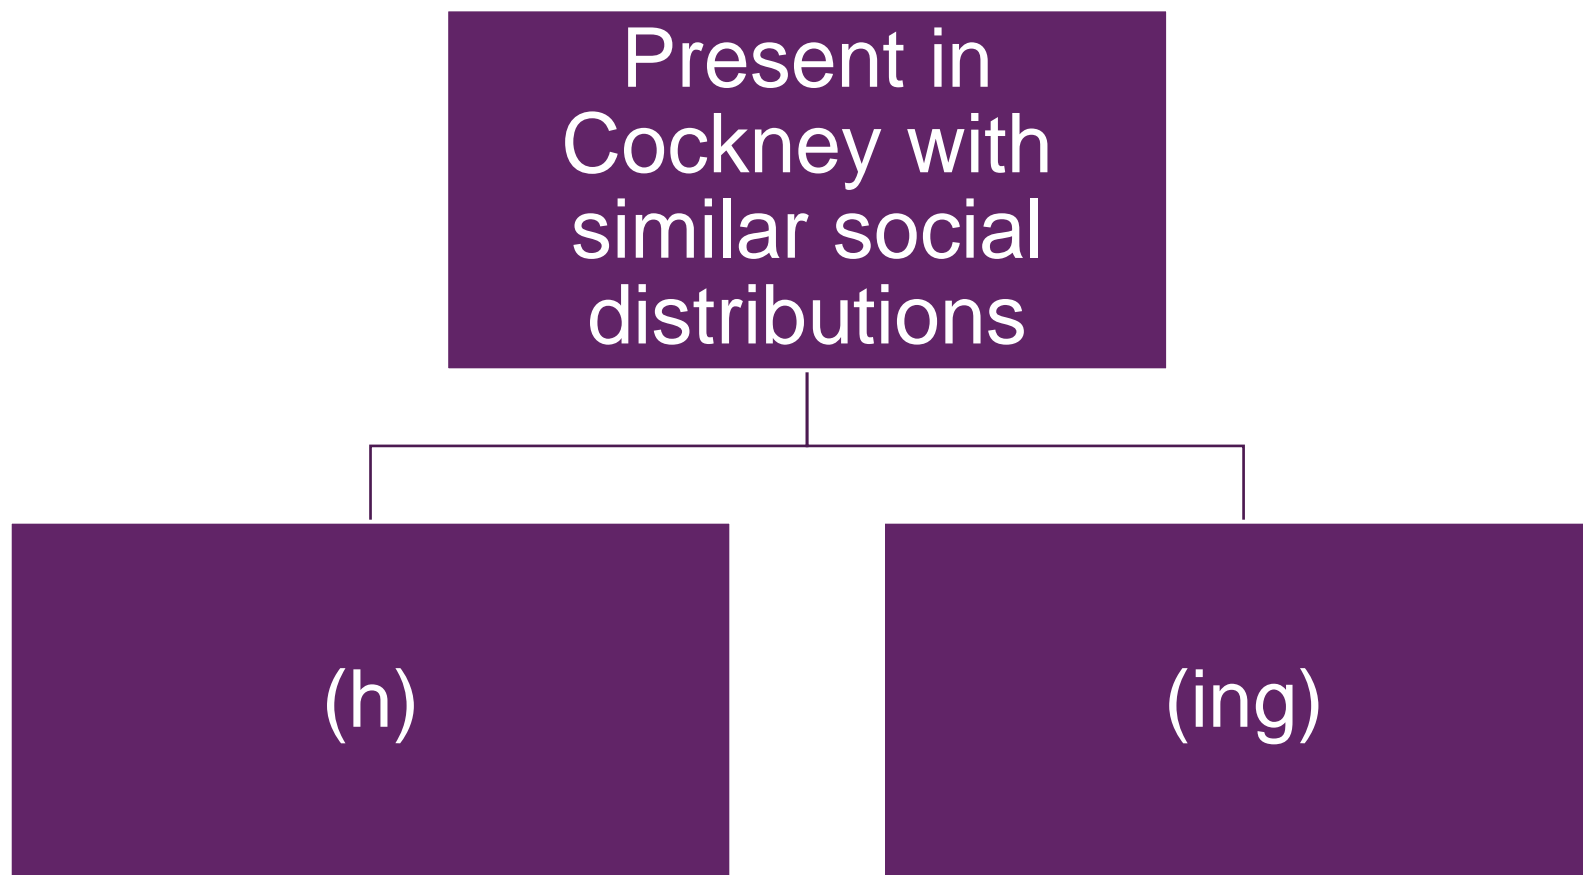 Present in
Cockney with
similar social
distributions
(h)
(ing)